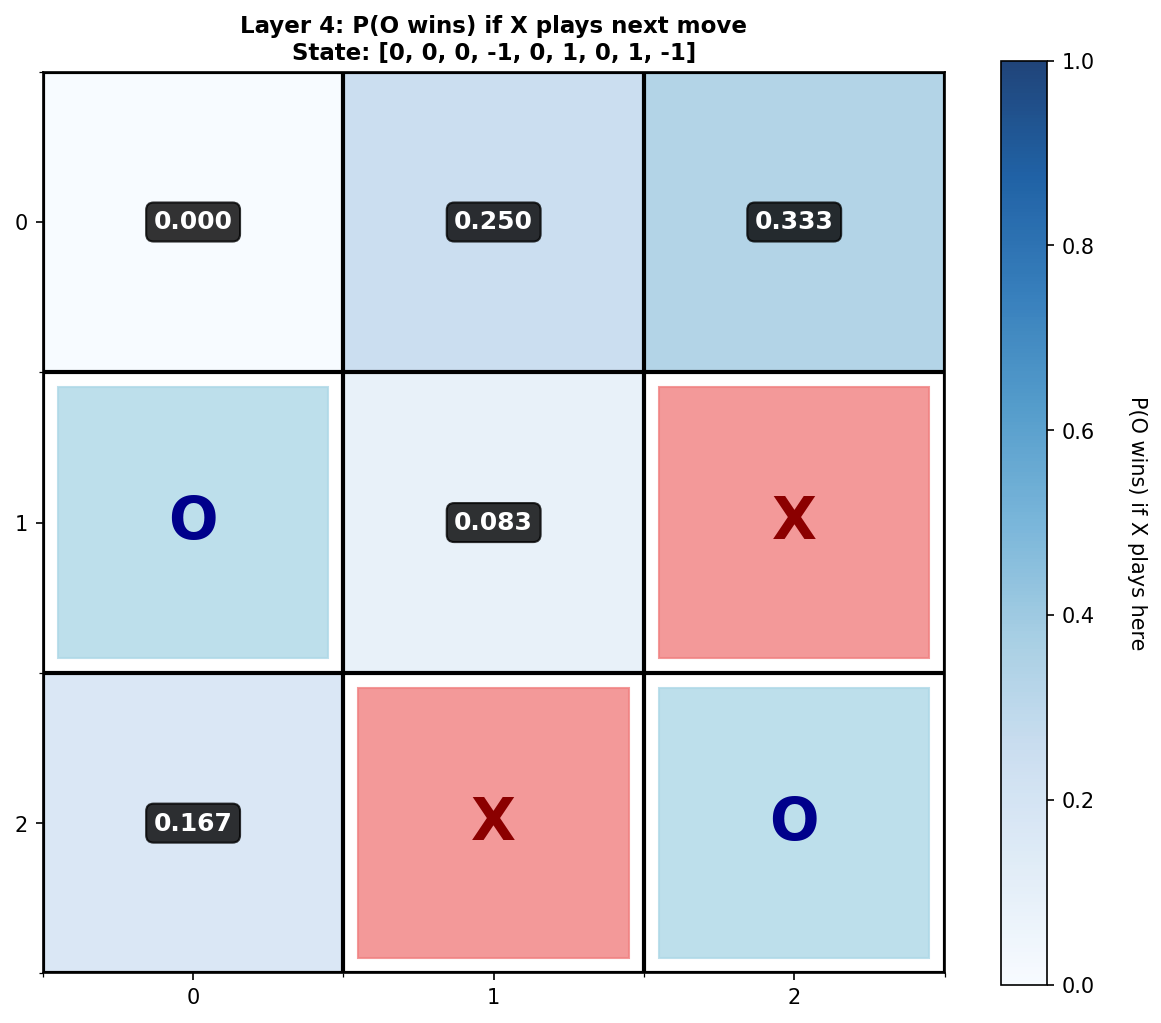 Layer 4: P(O wins) if X plays next move
State: [0, 0, 0, -1, 0, 1, 0, 1, -1]
0
0.000
0.250
0.333
1
O
0.083
X
2
0.167
X
O
0
1
2
1.0
0.8
0.6
0.4
0.2
0.0
P(O wins) if X plays here